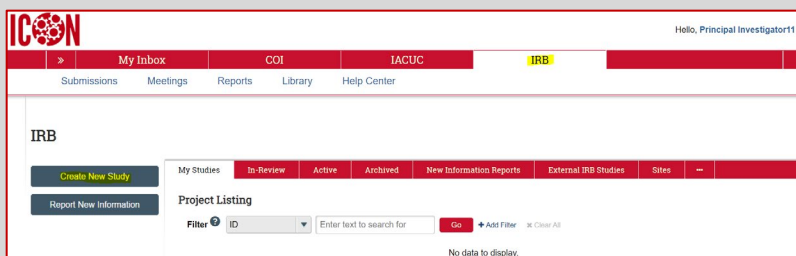 ICON
Hello, Principal Investigator11
» My Inbox COI IACUC IRB
Submissions Meetings Reports Library Help Center
IRB
Create New Study
Report New Information
My Studies In-Review Active Archived New Information Reports External IRB Studies Sites •••
Project Listing
Filter ? ID ▼ Enter text to search for Go + Add Filter ✖ Clear All
No data to display.